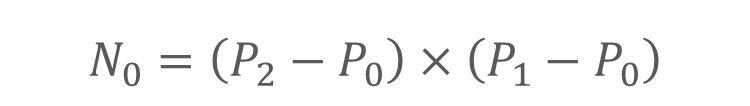 N₀ = (P₂ − P₀) × (P₁ − P₀)